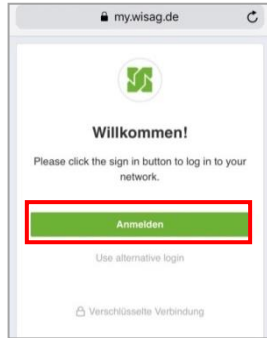 my.wisag.de
Willkommen!
Please click the sign in button to log in to your
network.
Anmelden
Use alternative login
Verschlüsselte Verbindung